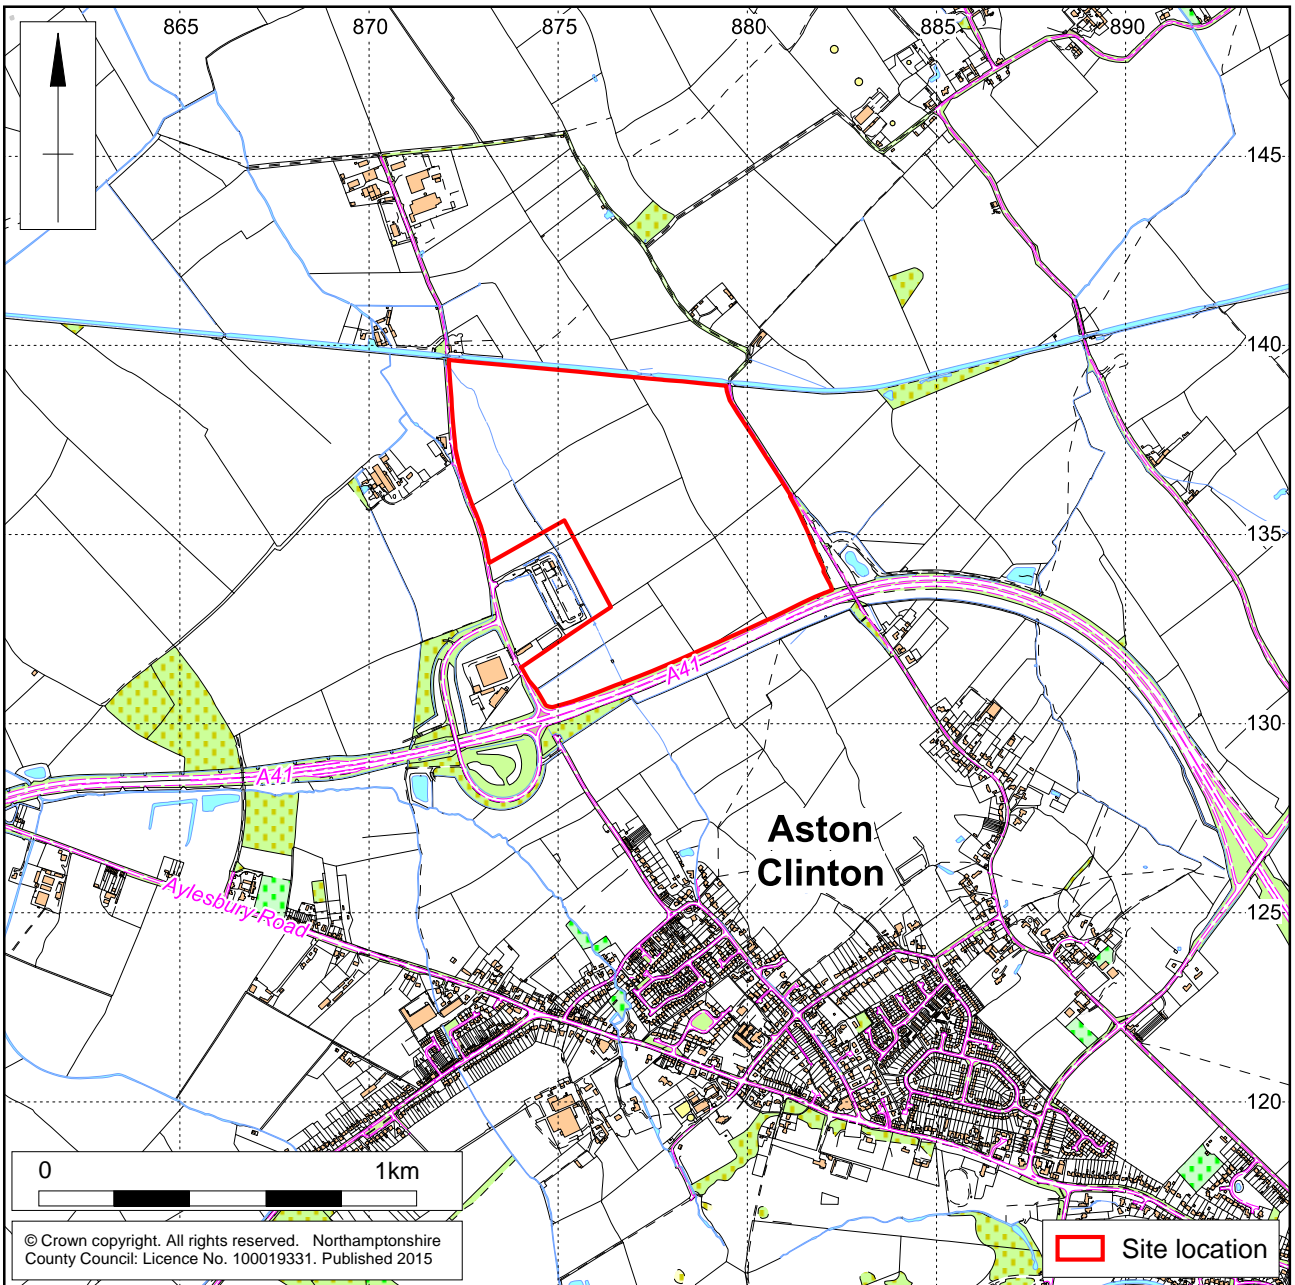 865 870 875 880 885 890
145
140
135
A41
130
A41
Aston
Clinton
Aylesbury Road
125
120
0 1km
© Crown copyright. All rights reserved. Northamptonshire
County Council: Licence No. 100019331. Published 2015
Site location